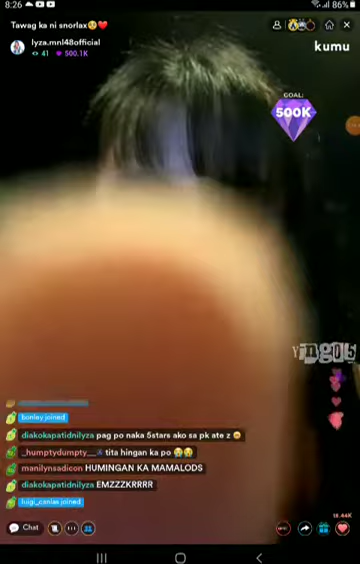 8:26
86%
Tawag ka ni snorlax🥺❤️
lyza.mnl48official
41 500.1K
kumu
GOAL:
500K
bonley joined
diakokapatidnilyza pag po naka 5stars ako sa pk ate z
_humptydumpty__ tita hingan ka po 😭😭
manilynsadicon HUMINGAN KA MAMALODS
diakokapatidnilyza EMZZZKRRRR
joined
18.44K
Chat